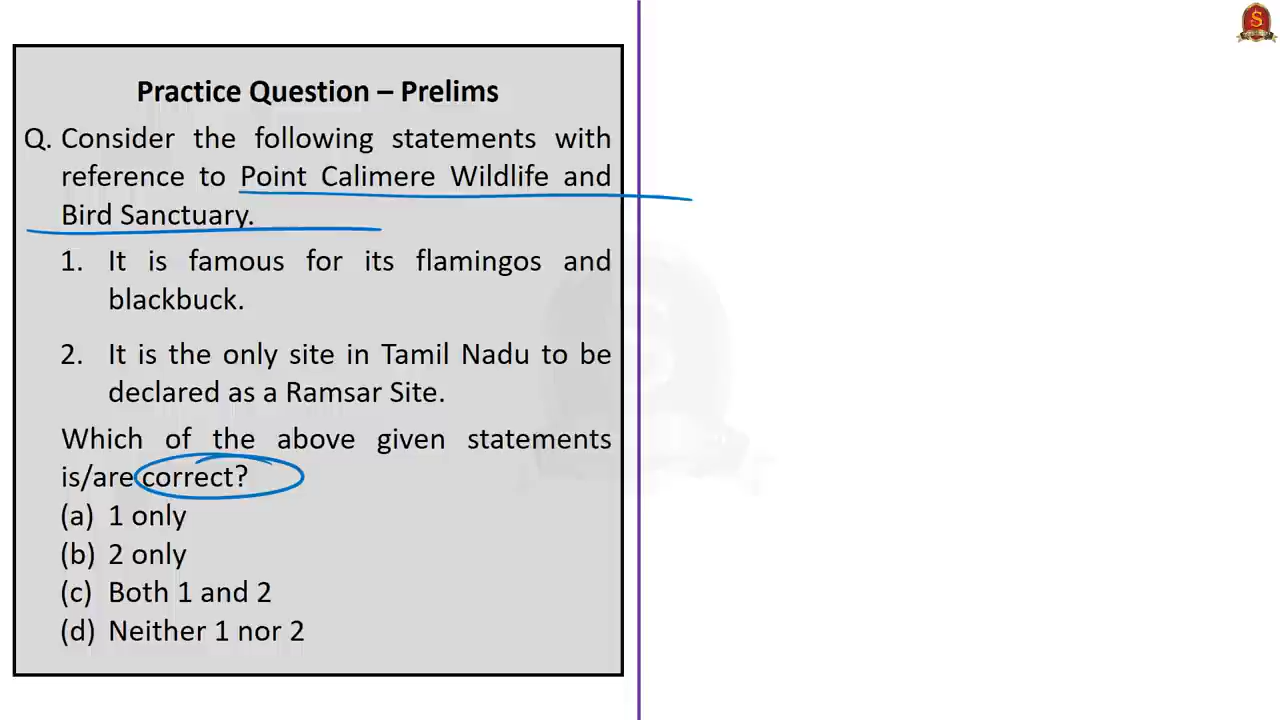 Practice Question – Prelims
Q. Consider the following statements with
reference to Point Calimere Wildlife and
Bird Sanctuary.
1. It is famous for its flamingos and
blackbuck.
2. It is the only site in Tamil Nadu to be
declared as a Ramsar Site.
Which of the above given statements
is/are correct?
(a) 1 only
(b) 2 only
(c) Both 1 and 2
(d) Neither 1 nor 2
S